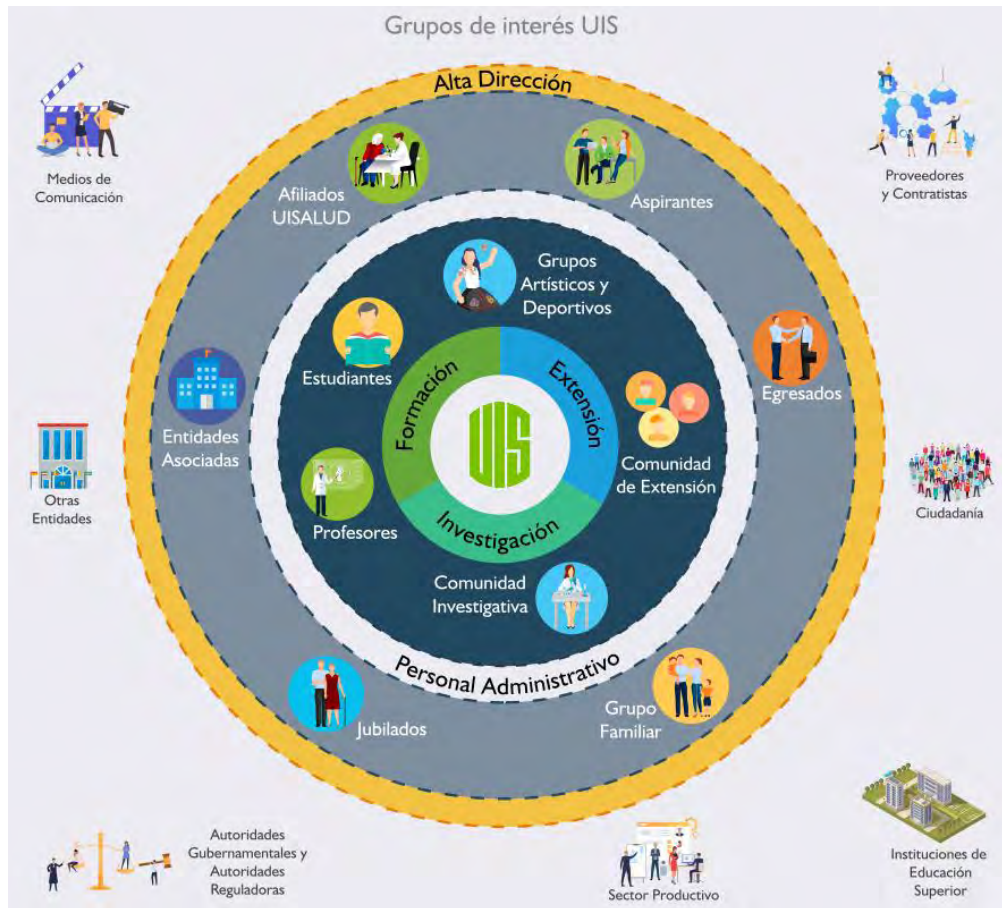 Grupos de interés UIS
Alta Dirección
Medios de
Comunicación
Proveedores
y Contratistas
Afiliados
UISALUD
Aspirantes
Grupos
Artísticos y
Deportivos
Estudiantes
Egresados
Formación
Extensión
UIS
Entidades
Asociadas
Comunidad
de Extensión
Otras
Entidades
Ciudadanía
Profesores
Investigación
Comunidad
Investigativa
Personal Administrativo
Jubilados
Grupo
Familiar
Autoridades
Gubernamentales y
Autoridades
Reguladoras
Sector Productivo
Instituciones de
Educación
Superior